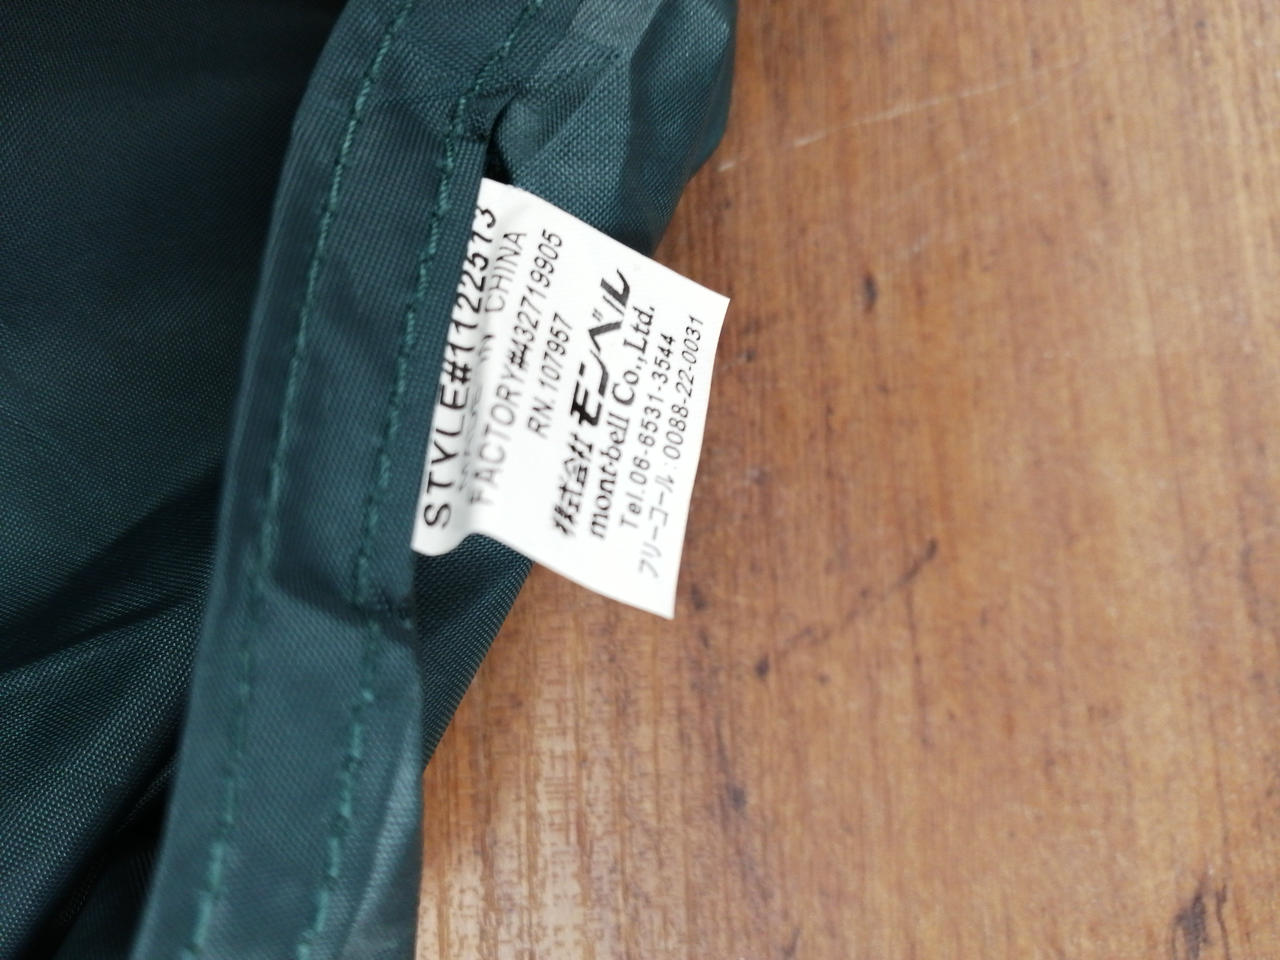 STYLE#1122513
MADE IN CHINA
FACTORY#432719905
RN.107957
株式会社モンベル
mont-bell Co.,Ltd.
Tel.06-6531-3544
フリーコール:0088-22-0031